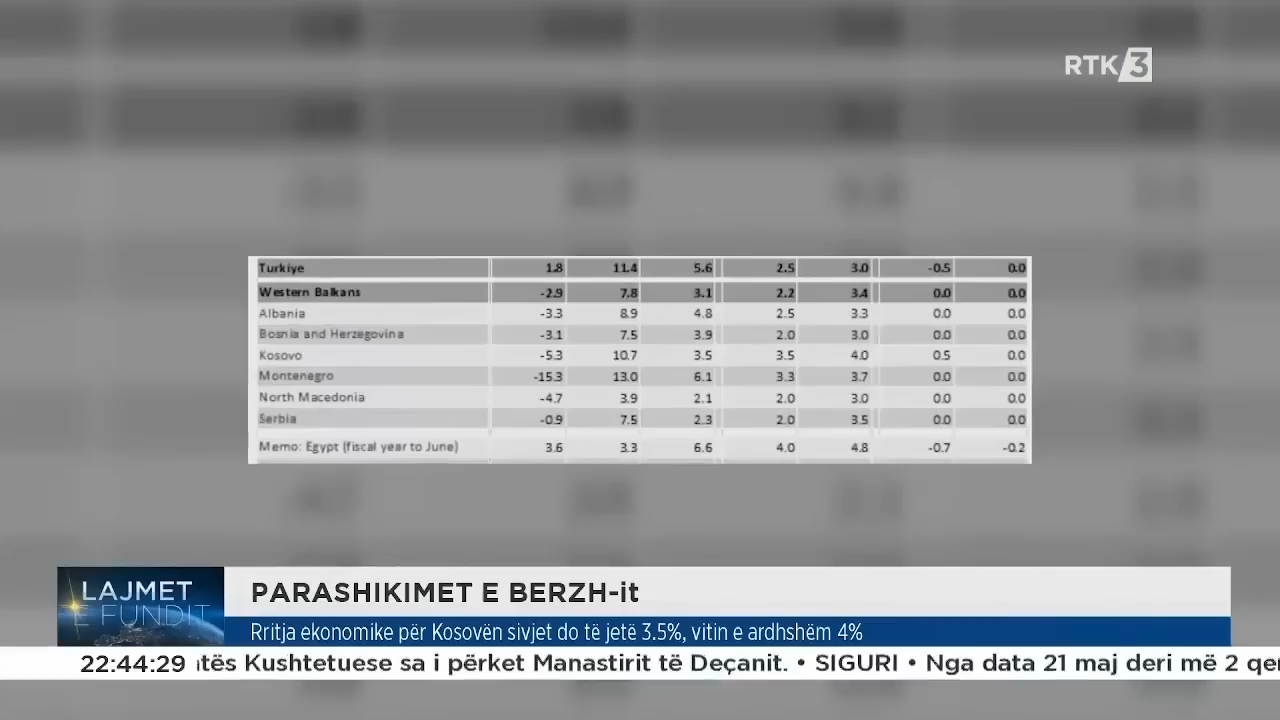 RTK 3
Turkiye 1.8 11.4 5.6 2.5 3.0 -0.5 0.0
Western Balkans -2.9 7.8 3.1 2.2 3.4 0.0 0.0
Albania -3.3 8.9 4.8 2.5 3.3 0.0 0.0
Bosnia and Herzegovina -3.1 7.5 3.9 2.0 3.0 0.0 0.0
Kosovo -5.3 10.7 3.5 3.5 4.0 0.5 0.0
Montenegro -15.3 13.0 6.1 3.3 3.7 0.0 0.0
North Macedonia -4.7 3.9 2.1 2.0 3.0 0.0 0.0
Serbia -0.9 7.5 2.3 2.0 3.5 0.0 0.0
Memo: Egypt (fiscal year to June) 3.6 3.3 6.6 4.0 4.8 -0.7 -0.2
LAJMET
E FUNDIT
PARASHIKIMET E BERZH-it
Rritja ekonomike për Kosovën sivjet do të jetë 3.5%, vitin e ardhshëm 4%
22:44:29 tës Kushtetuese sa i përket Manastirit të Deçanit. • SIGURI • Nga data 21 maj deri më 2 qer